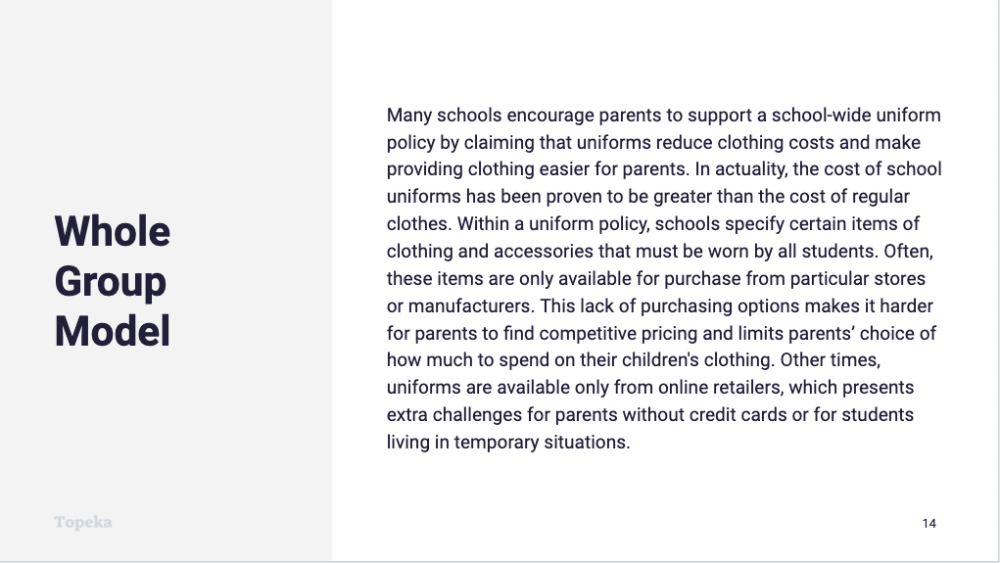 Whole
Group
Model
Many schools encourage parents to support a school-wide uniform
policy by claiming that uniforms reduce clothing costs and make
providing clothing easier for parents. In actuality, the cost of school
uniforms has been proven to be greater than the cost of regular
clothes. Within a uniform policy, schools specify certain items of
clothing and accessories that must be worn by all students. Often,
these items are only available for purchase from particular stores
or manufacturers. This lack of purchasing options makes it harder
for parents to find competitive pricing and limits parents’ choice of
how much to spend on their children's clothing. Other times,
uniforms are available only from online retailers, which presents
extra challenges for parents without credit cards or for students
living in temporary situations.
Topeka
14